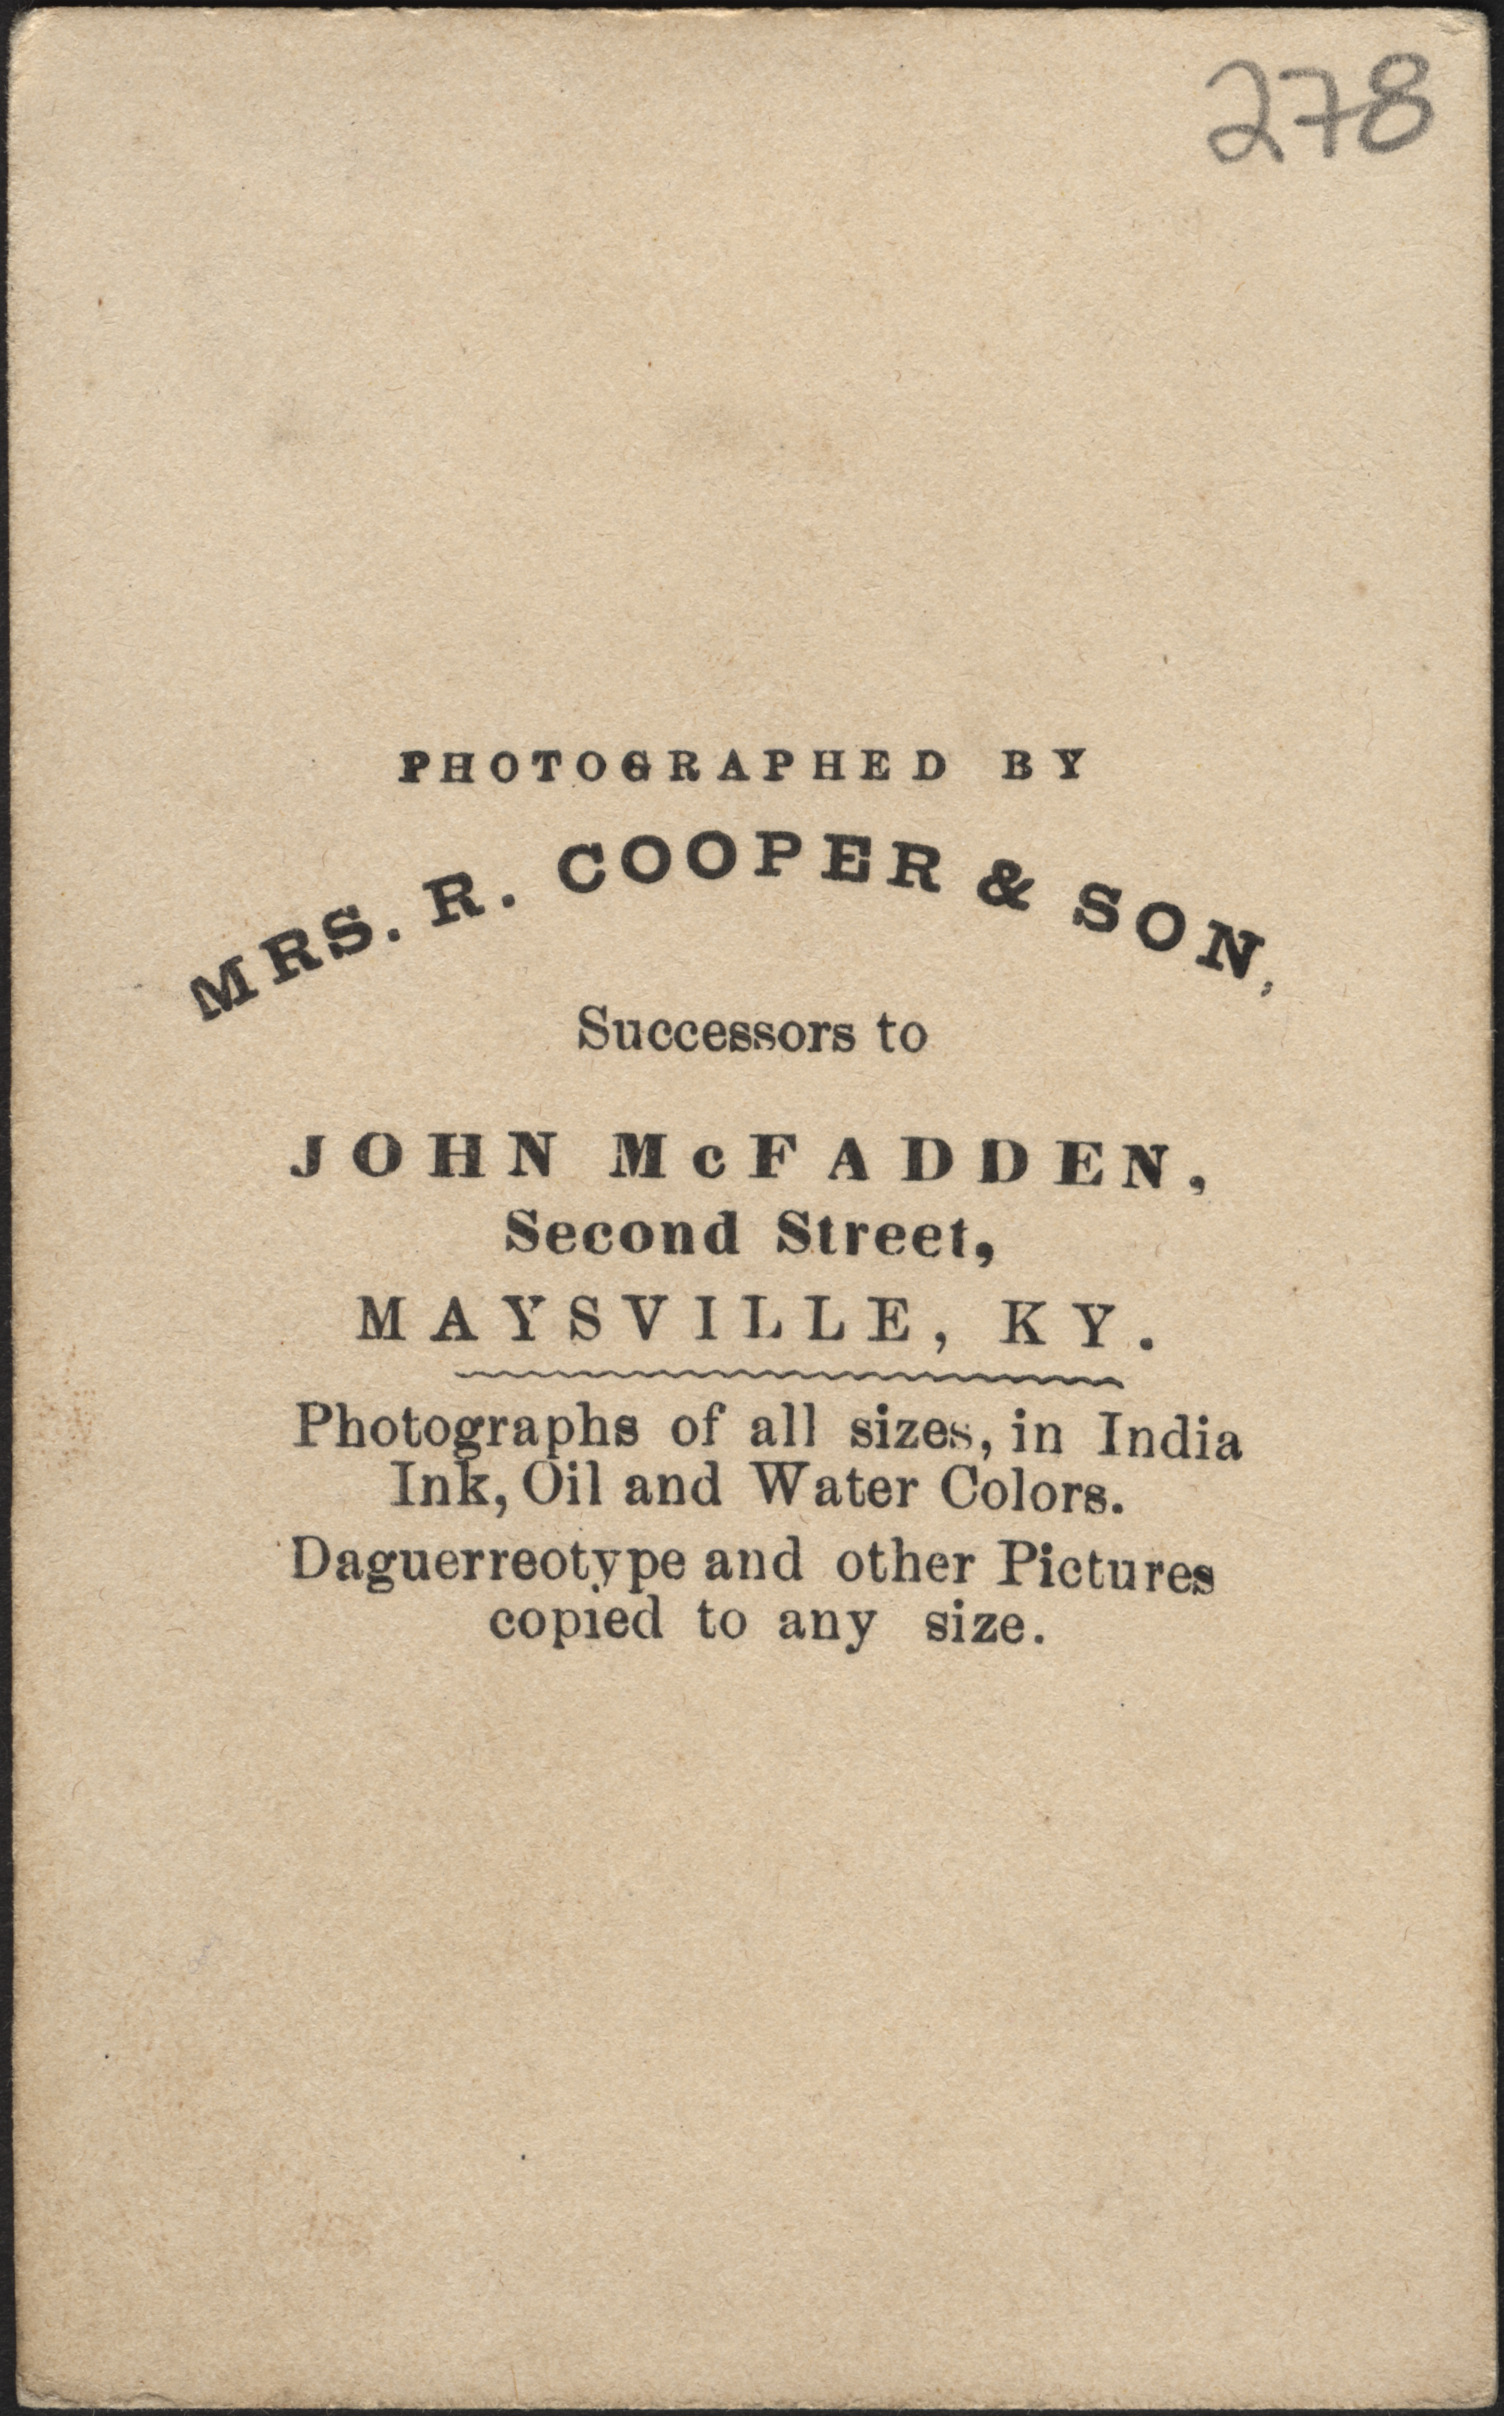 278
PHOTOGRAPHED BY
MRS. R. COOPER & SON,
Successors to
JOHN McFADDEN,
Second Street,
MAYSVILLE, KY.
Photographs of all sizes, in India
Ink, Oil and Water Colors.
Daguerreotype and other Pictures
copied to any size.